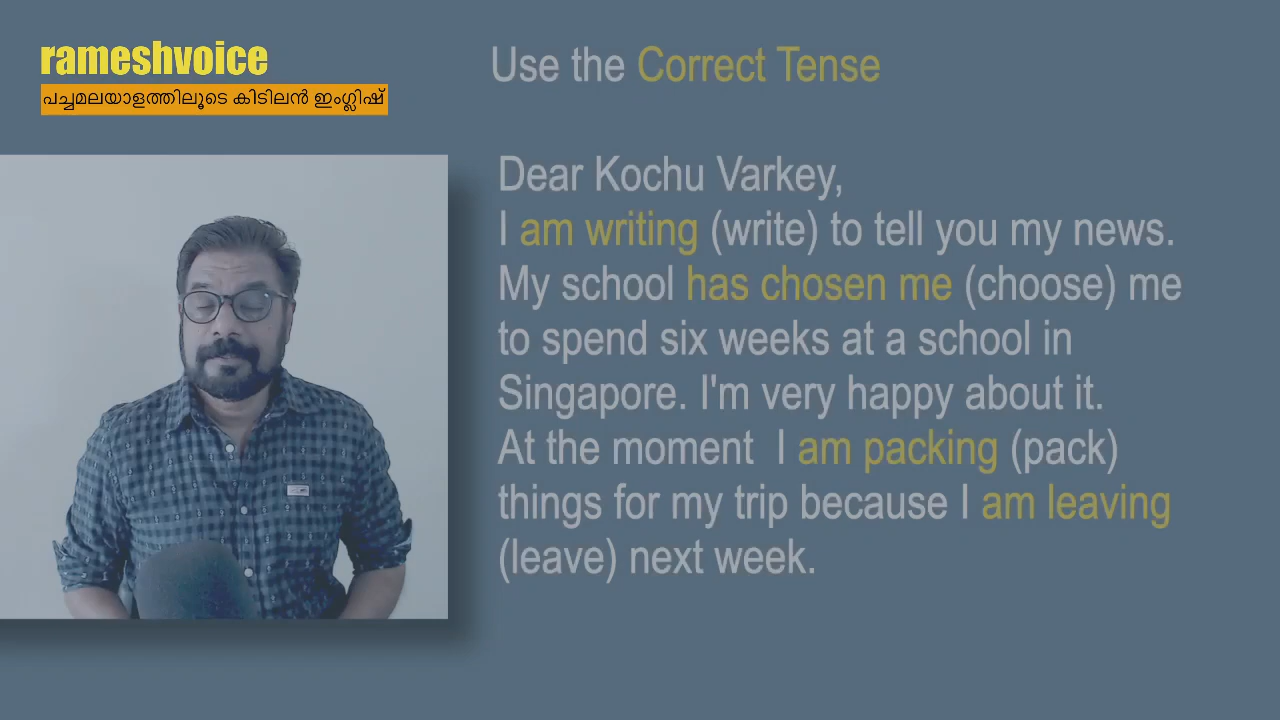 rameshvoice
പച്ചമലയാളത്തിലൂടെ കിടിലൻ ഇംഗ്ലിഷ്
Use the Correct Tense
Dear Kochu Varkey,
I am writing (write) to tell you my news.
My school has chosen me (choose) me
to spend six weeks at a school in
Singapore. I'm very happy about it.
At the moment I am packing (pack)
things for my trip because I am leaving
(leave) next week.